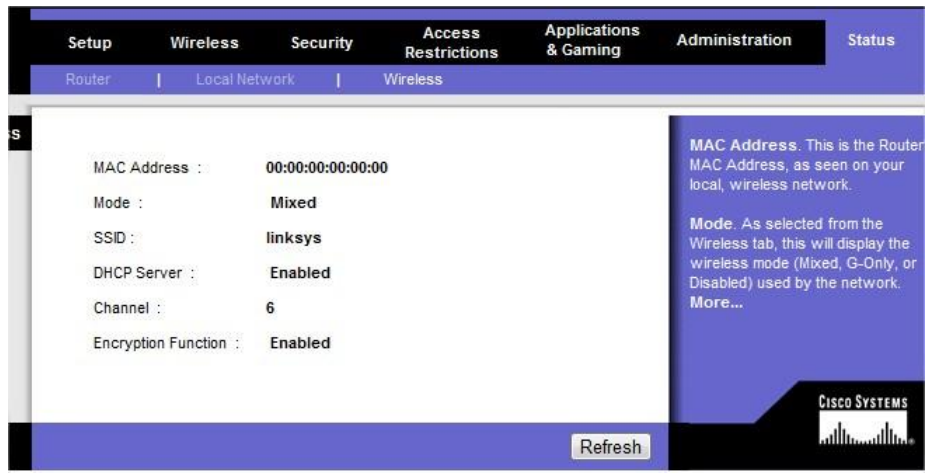 Setup Wireless Security Access Restrictions Applications & Gaming Administration Status
Router | Local Network | Wireless
MAC Address : 00:00:00:00:00:00
Mode : Mixed
SSID : linksys
DHCP Server : Enabled
Channel : 6
Encryption Function : Enabled
MAC Address. This is the Router
MAC Address, as seen on your
local, wireless network.
Mode. As selected from the
Wireless tab, this will display the
wireless mode (Mixed, G-Only, or
Disabled) used by the network.
More...
CISCO SYSTEMS
Refresh